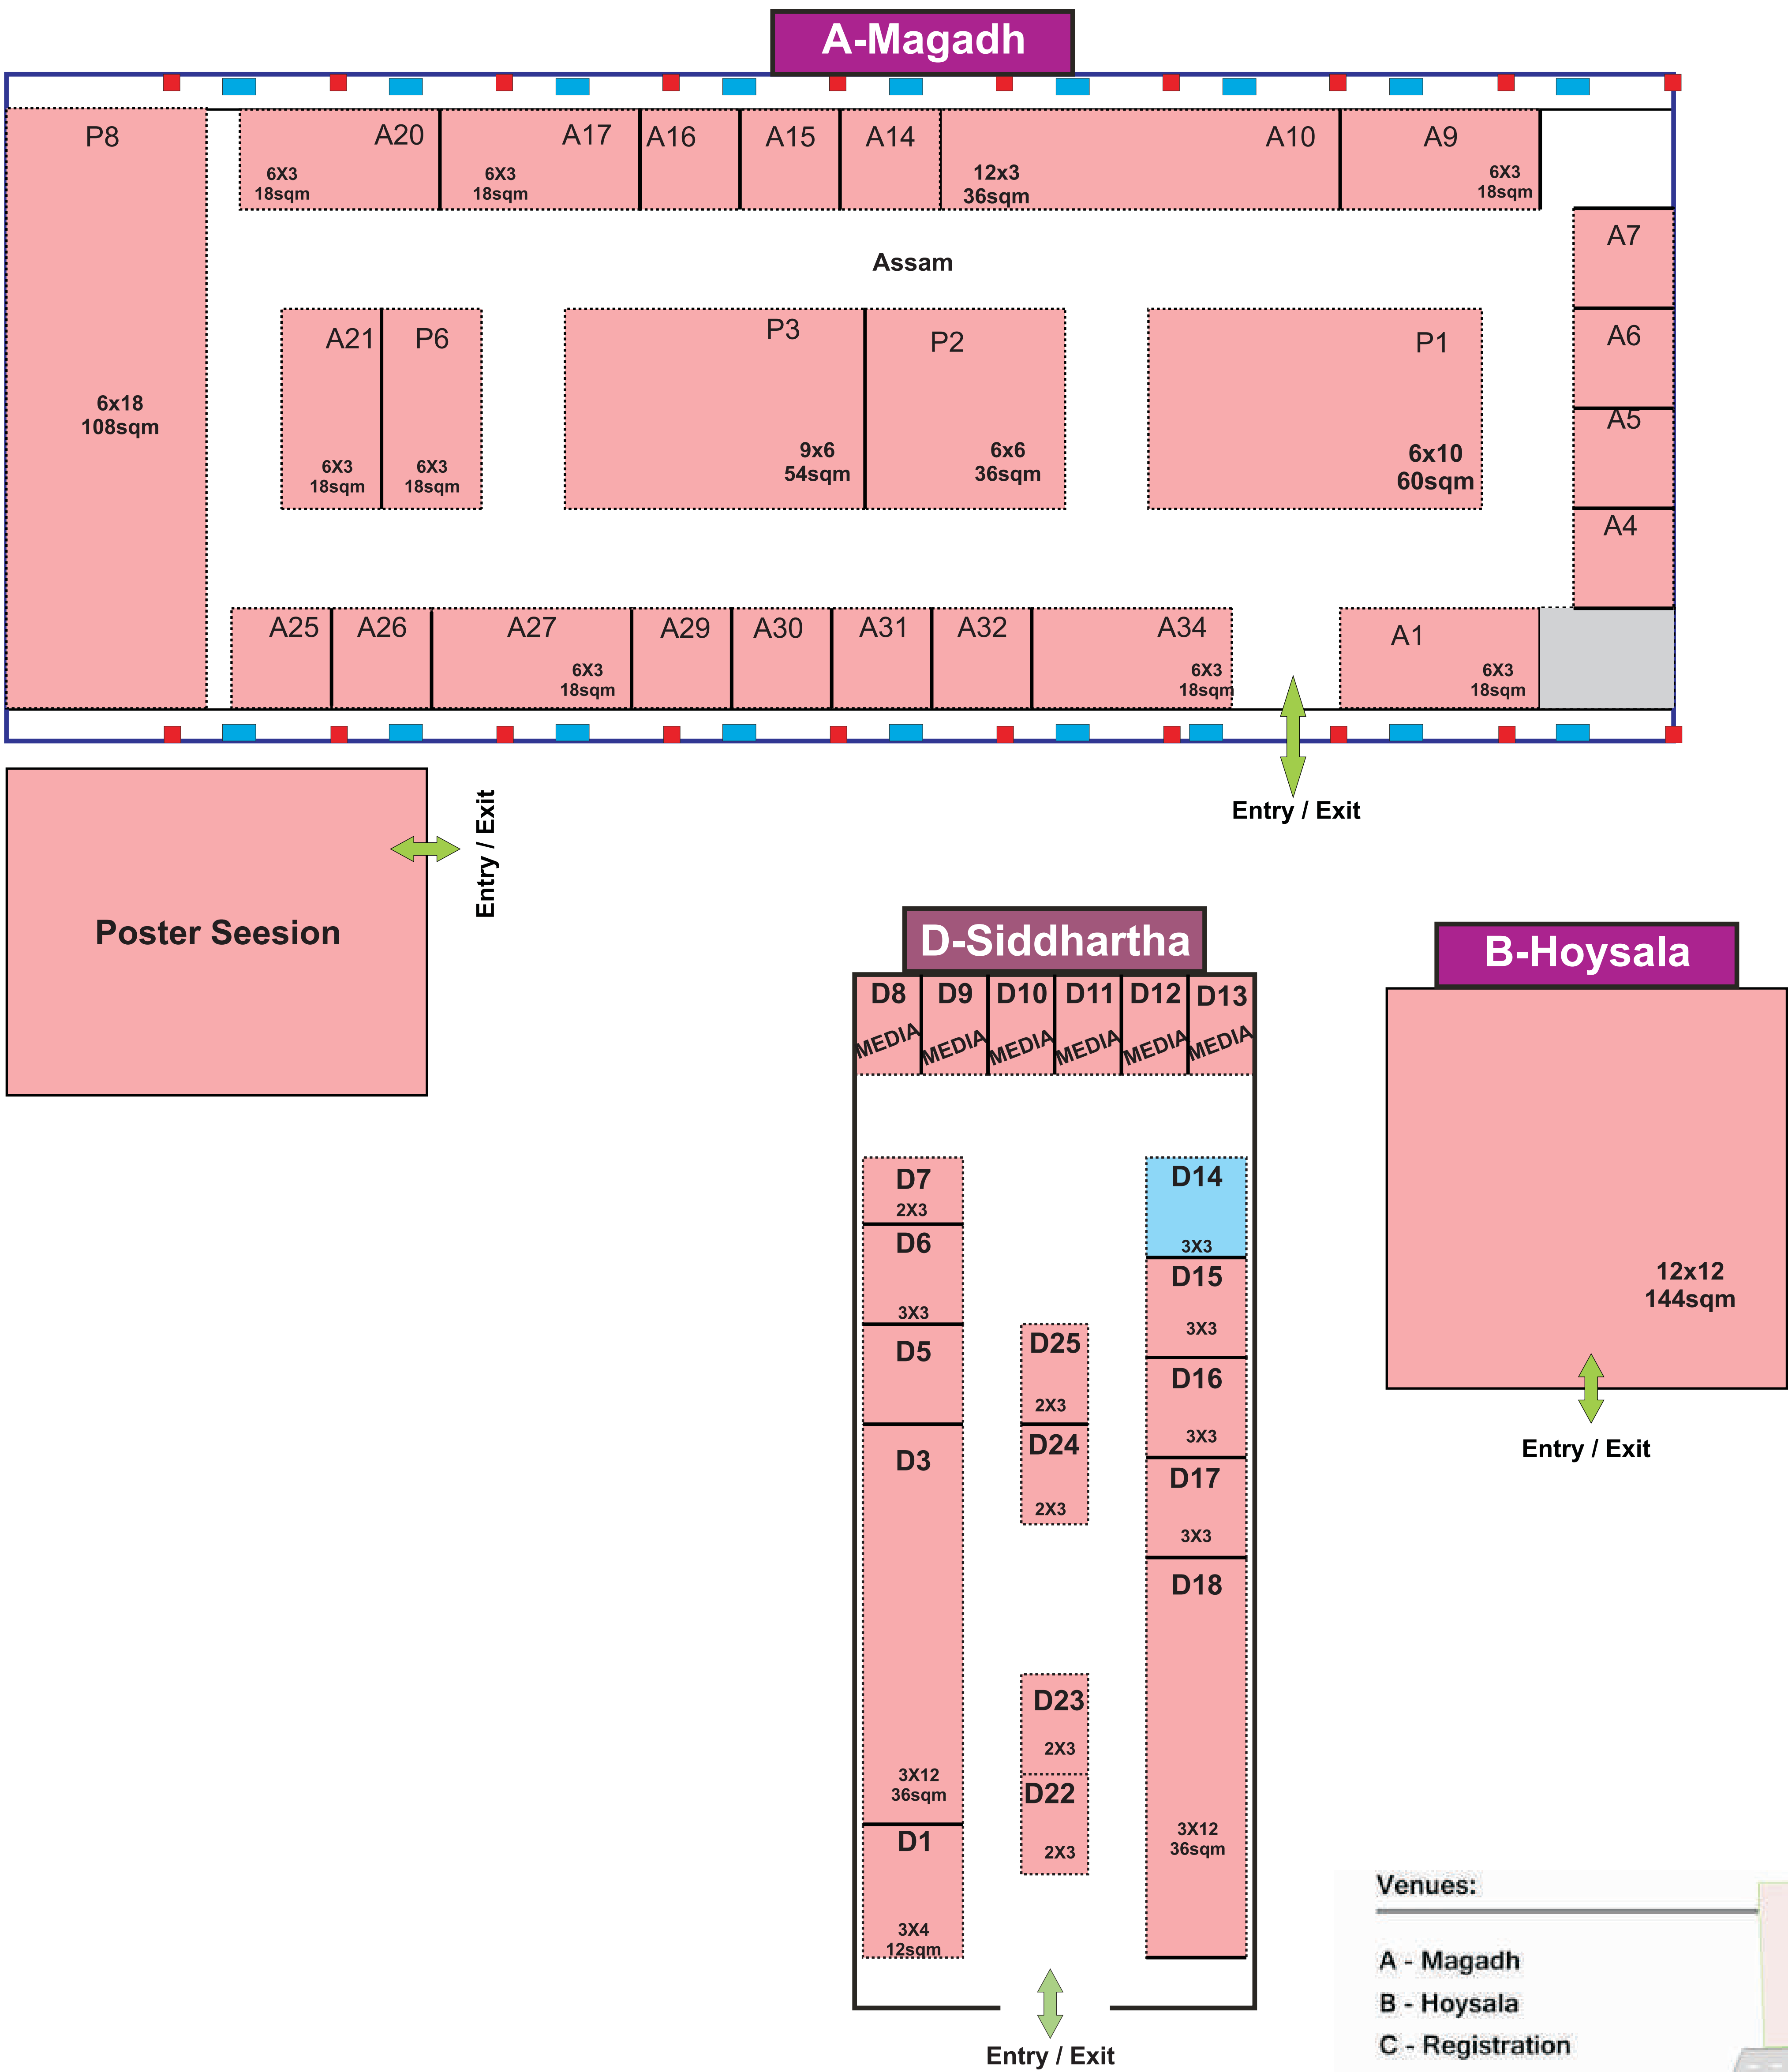 A-Magadh
P8
A20
A17
A16
A15
A14
A10
A9
6X3
18sqm
6X3
18sqm
12x3
36sqm
6X3
18sqm
A7
Assam
A6
A21
P6
P3
P2
P1
6x18
108sqm
A5
6X3
18sqm
6X3
18sqm
9x6
54sqm
6x6
36sqm
6x10
60sqm
A4
A25
A26
A27
A29
A30
A31
A32
A34
A1
6X3
18sqm
6X3
18sqm
6X3
18sqm
Entry / Exit
Entry / Exit
Poster Seesion
D-Siddhartha
B-Hoysala
D8
D9
D10
D11
D12
D13
MEDIA
MEDIA
MEDIA
MEDIA
MEDIA
MEDIA
D7
2X3
D6
3X3
D5
D3
3X12
36sqm
D1
3X4
12sqm
D25
2X3
D24
2X3
D23
2X3
D22
2X3
D14
3X3
D15
3X3
D16
3X3
D17
3X3
D18
3X12
36sqm
Entry / Exit
12x12
144sqm
Entry / Exit
Venues:
A - Magadh
B - Hoysala
C - Registration